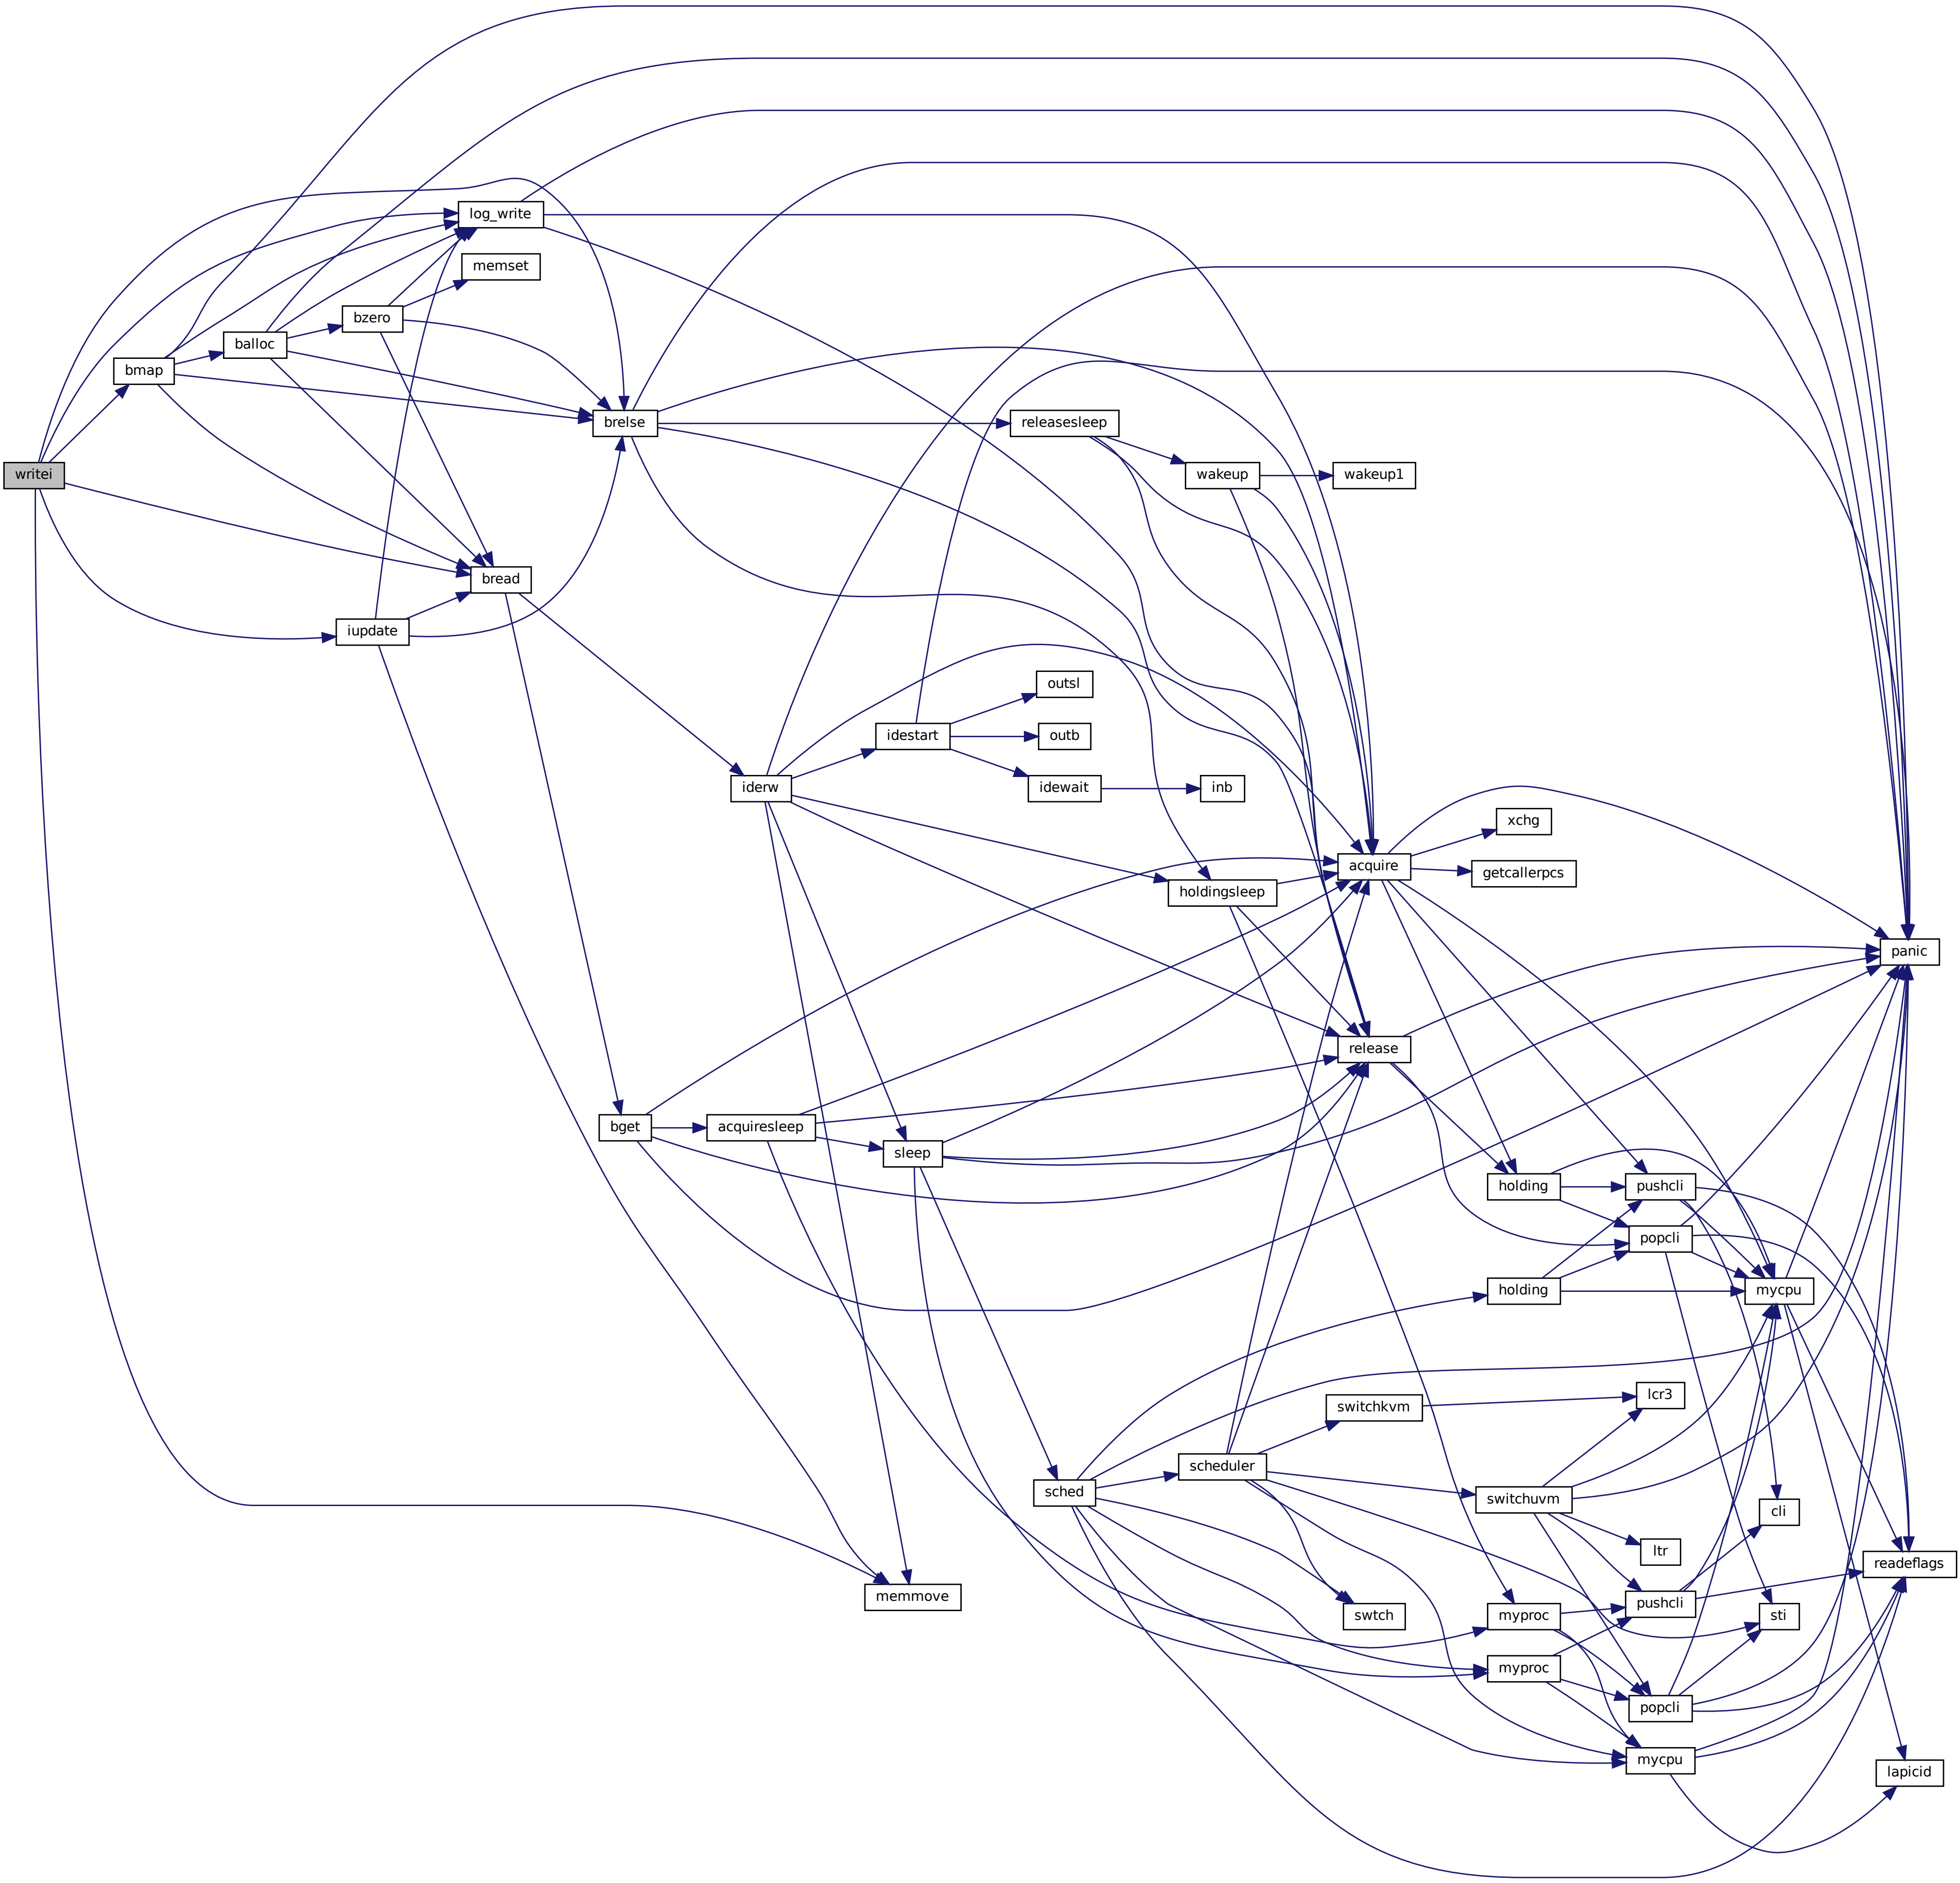 log_write
memset
bzero
balloc
bmap
brelse
releasesleep
writei
wakeup
wakeup1
bread
iupdate
outsl
idestart
outb
iderw
idewait
inb
xchg
acquire
getcallerpcs
holdingsleep
panic
release
bget
acquiresleep
sleep
holding
pushcli
popcli
holding
mycpu
lcr3
switchkvm
scheduler
sched
switchuvm
cli
ltr
readeflags
memmove
pushcli
swtch
myproc
sti
myproc
popcli
mycpu
lapicid